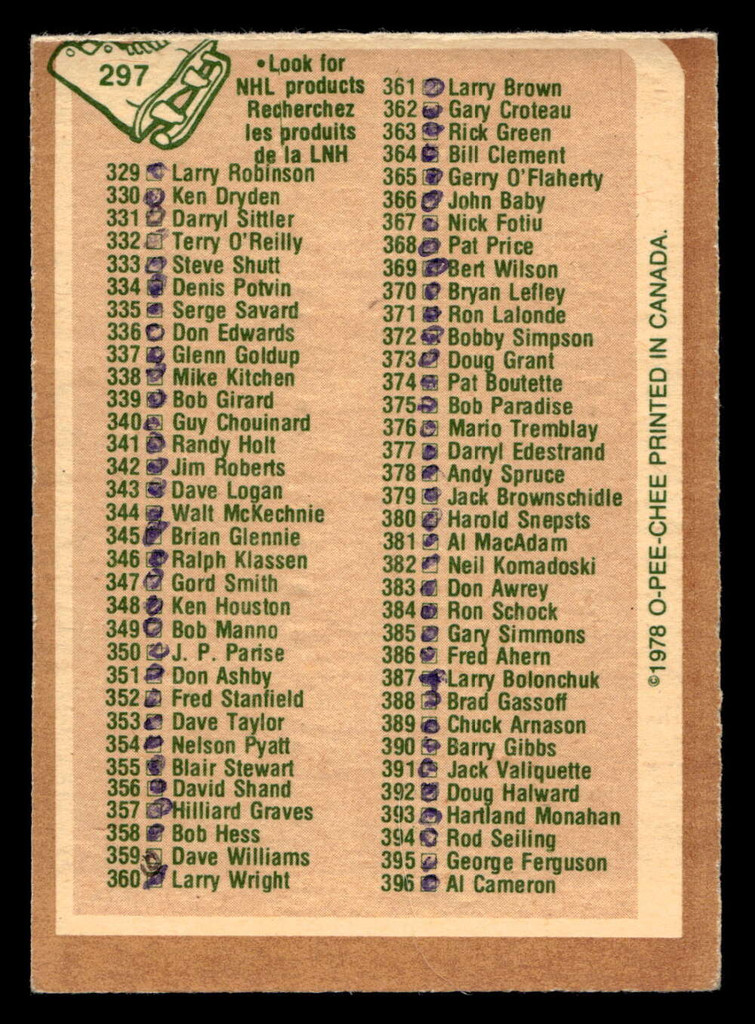 297
•Look for
NHL products
Recherchez
les produits
de la LNH
329 Larry Robinson
330 Ken Dryden
331 Darryl Sittler
332 Terry O'Reilly
333 Steve Shutt
334 Denis Potvin
335 Serge Savard
336 Don Edwards
337 Glenn Goldup
338 Mike Kitchen
339 Bob Girard
340 Guy Chouinard
341 Randy Holt
342 Jim Roberts
343 Dave Logan
344 Walt McKechnie
345 Brian Glennie
346 Ralph Klassen
347 Gord Smith
348 Ken Houston
349 Bob Manno
350 J. P. Parise
351 Don Ashby
352 Fred Stanfield
353 Dave Taylor
354 Nelson Pyatt
355 Blair Stewart
356 David Shand
357 Hilliard Graves
358 Bob Hess
359 Dave Williams
360 Larry Wright
361 Larry Brown
362 Gary Croteau
363 Rick Green
364 Bill Clement
365 Gerry O'Flaherty
366 John Baby
367 Nick Fotiu
368 Pat Price
369 Bert Wilson
370 Bryan Lefley
371 Ron Lalonde
372 Bobby Simpson
373 Doug Grant
374 Pat Boutette
375 Bob Paradise
376 Mario Tremblay
377 Darryl Edestrand
378 Andy Spruce
379 Jack Brownschidle
380 Harold Snepsts
381 Al MacAdam
382 Neil Komadoski
383 Don Awrey
384 Ron Schock
385 Gary Simmons
386 Fred Ahern
387 Larry Bolonchuk
388 Brad Gassoff
389 Chuck Arnason
390 Barry Gibbs
391 Jack Valiquette
392 Doug Halward
393 Hartland Monahan
394 Rod Seiling
395 George Ferguson
396 Al Cameron
©1978 O-PEE-CHEE PRINTED IN CANADA.